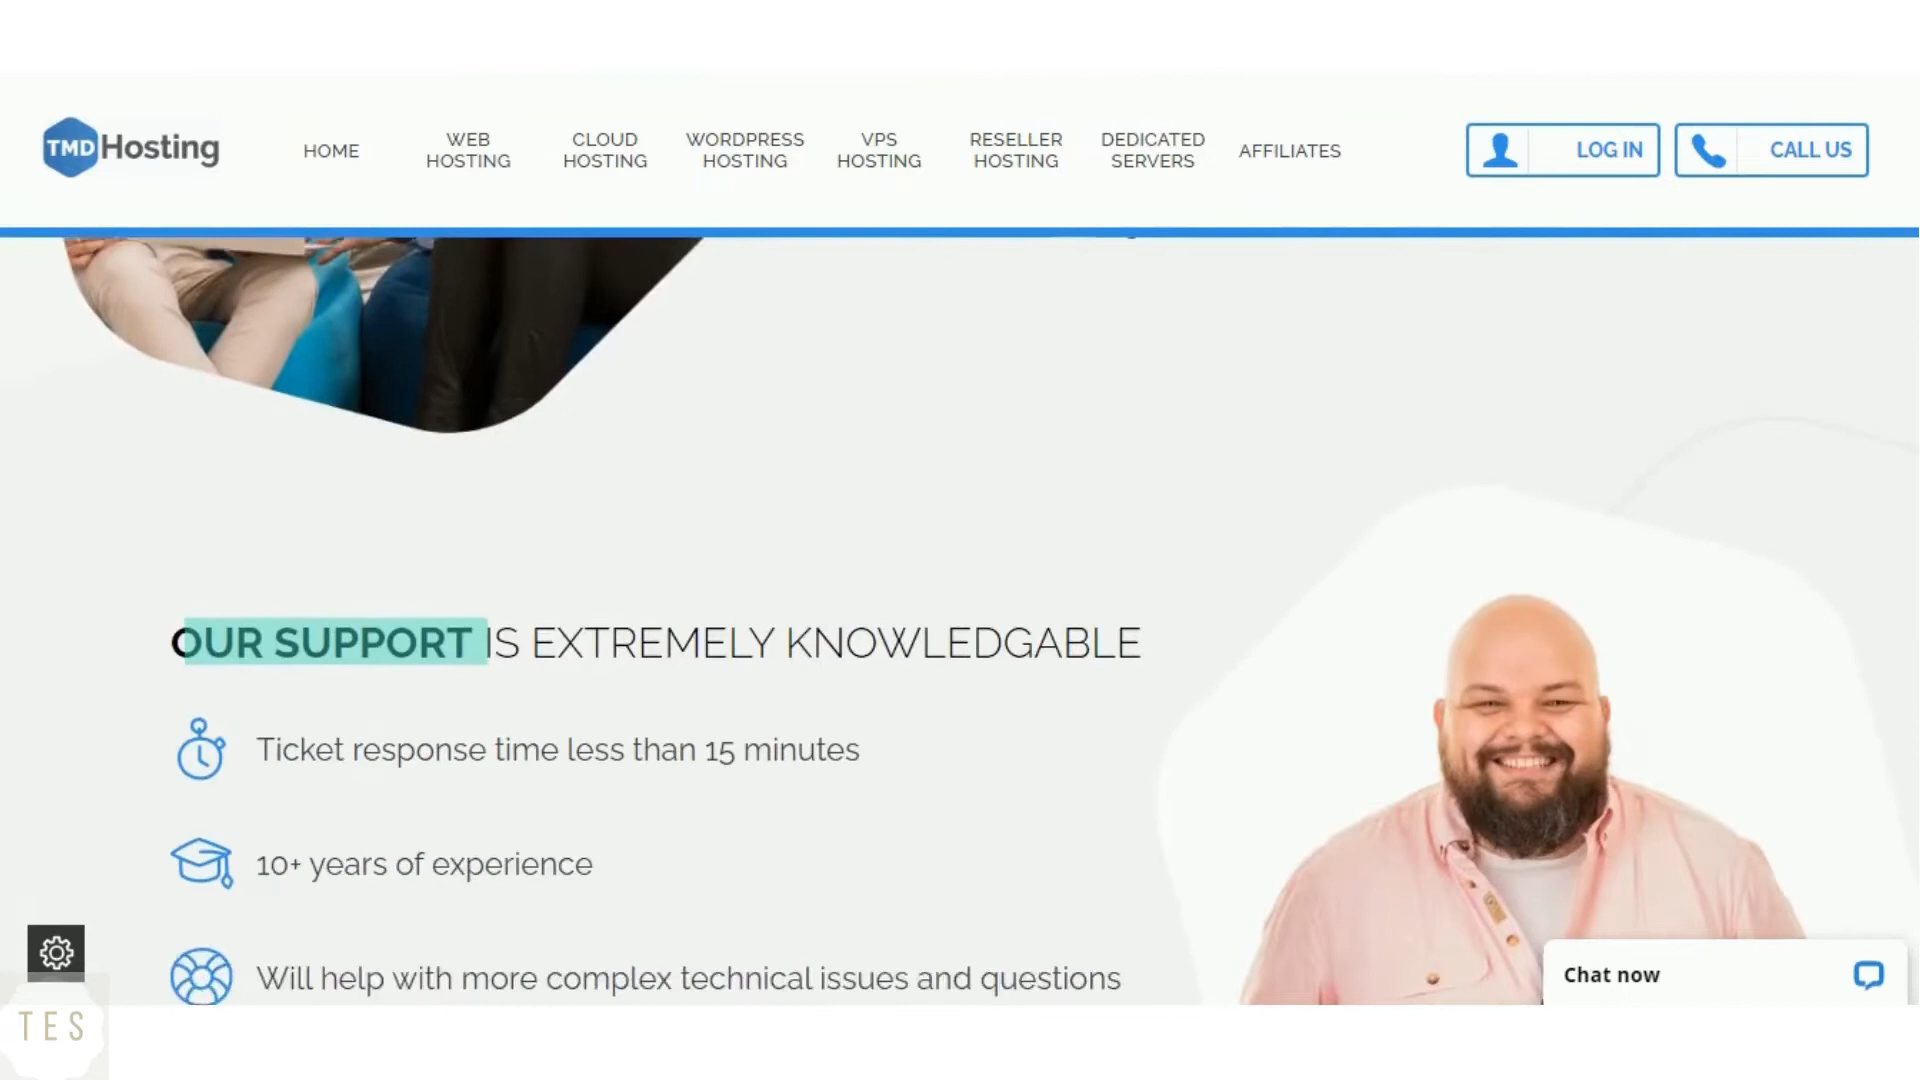 TMD Hosting
HOME
WEB HOSTING
CLOUD HOSTING
WORDPRESS HOSTING
VPS HOSTING
RESELLER HOSTING
DEDICATED SERVERS
AFFILIATES
LOG IN
CALL US
OUR SUPPORT IS EXTREMELY KNOWLEDGABLE
Ticket response time less than 15 minutes
10+ years of experience
Will help with more complex technical issues and questions
Chat now
TES